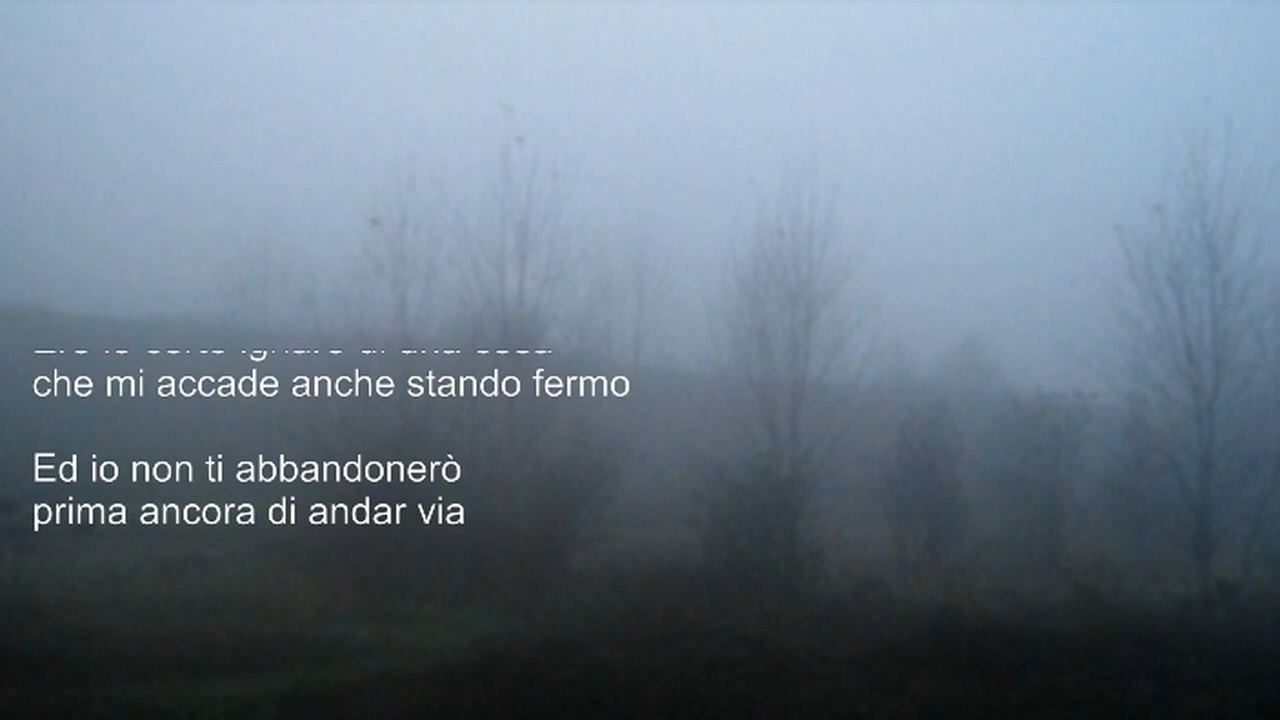 che mi accade anche stando fermo
Ed io non ti abbandonerò
prima ancora di andar via